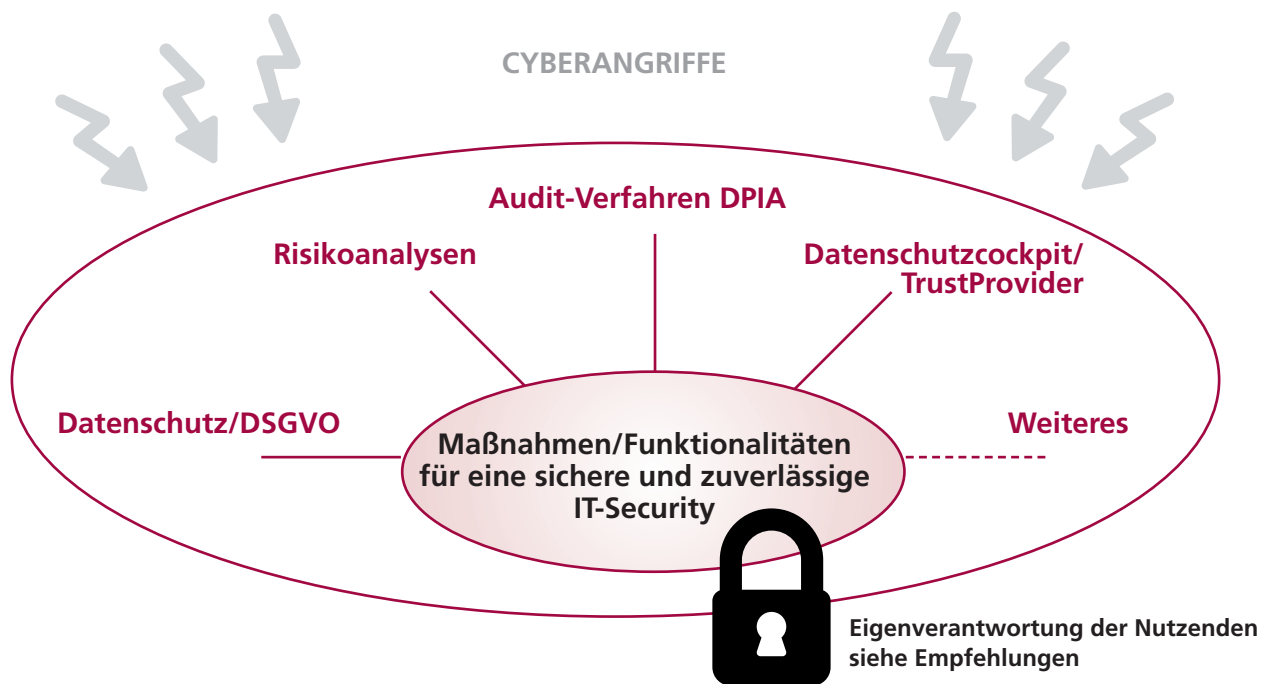 CYBERANGRIFFE
Audit-Verfahren DPIA
Risikoanalysen
Datenschutzcockpit/
TrustProvider
Datenschutz/DSGVO
Weiteres
Maßnahmen/Funktionalitäten
für eine sichere und zuverlässige
IT-Security
Eigenverantwortung der Nutzenden
siehe Empfehlungen